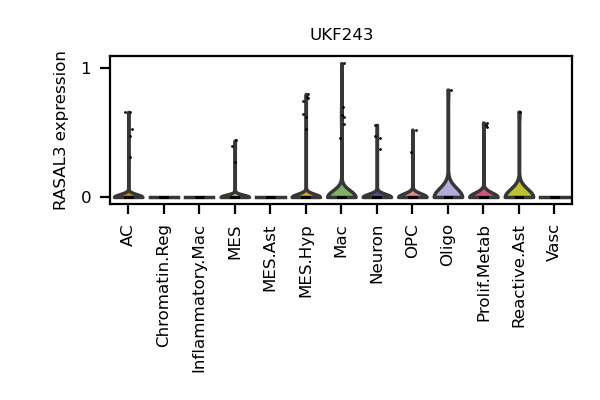 UKF243
RASAL3 expression
1
0
AC
Chromatin.Reg
Inflammatory.Mac
MES
MES.Ast
MES.Hyp
Mac
Neuron
OPC
Oligo
Prolif.Metab
Reactive.Ast
Vasc